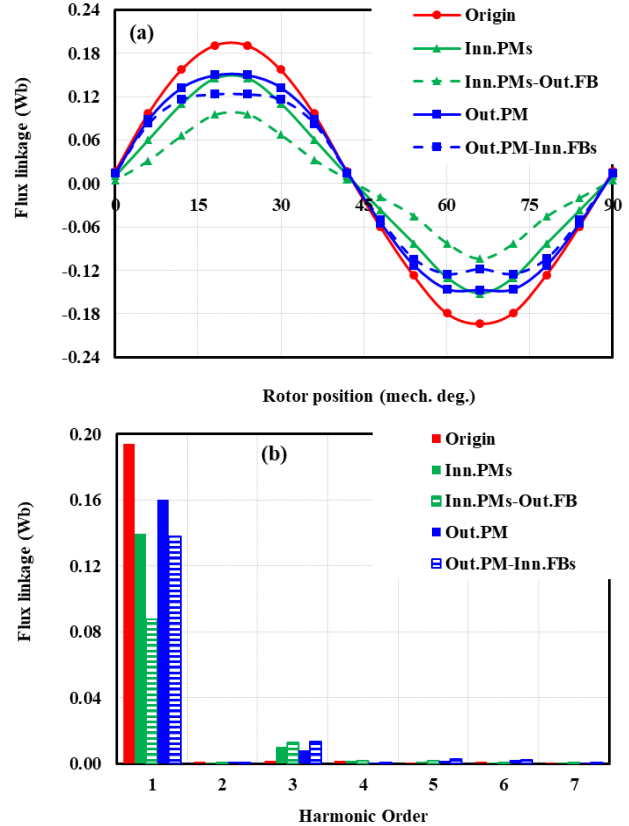 0.24
0.18
0.12
0.06
0.00
-0.06
-0.12
-0.18
-0.24
Flux linkage (Wb)
(a)
Origin
Inn.PMs
Inn.PMs-Out.FB
Out.PM
Out.PM-Inn.FBs
0
15
30
45
60
75
90
Rotor position (mech. deg.)
0.20
0.16
0.12
0.08
0.04
0.00
Flux linkage (Wb)
(b)
Origin
Inn.PMs
Inn.PMs-Out.FB
Out.PM
Out.PM-Inn.FBs
1
2
3
4
5
6
7
Harmonic Order